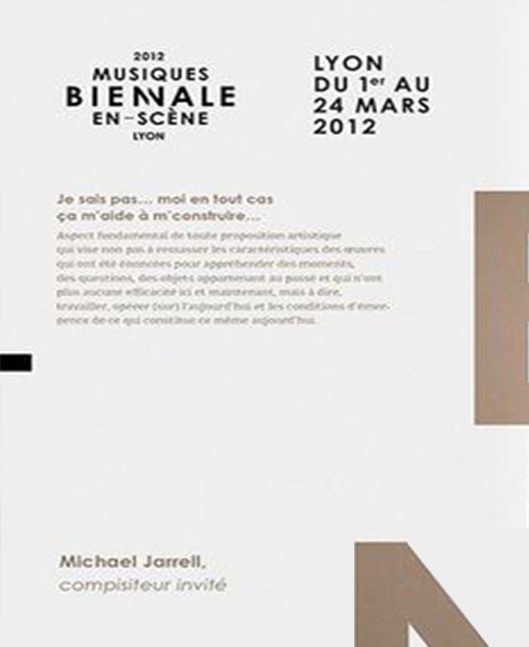 2012
MUSIQUES
BIENNALE
EN-SCÈNE
LYON
LYON
DU 1er AU
24 MARS
2012
Je sais pas... moi en tout cas
ça m'aide à m'construire...
Aspect fondamental de toute proposition artistique
qui vise non pas à ressasser les caractéristiques des œuvres
qui ont été énoncées pour appréhender des moments,
des questions, des objets appartenant au passé et qui n'ont
plus aucune efficacité ici et maintenant, mais à dire,
travailler, opérer (sur) l'aujourd'hui et les conditions d'émer-
gence de ce qui constitue ce même aujourd'hui.
Michael Jarrell,
compisiteur invité